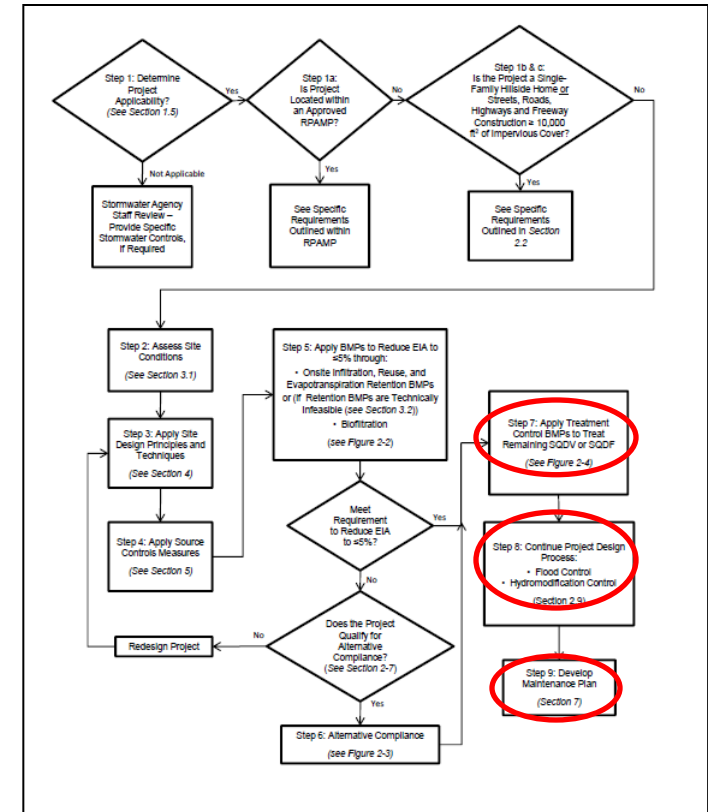 Step 1: Determine
Project
Applicability?
(See Section 1.5)
Yes
Step 1a:
Is Project
Located within
an Approved
RPAMP?
No
Step 1b & c:
Is the Project a Single-
Family Hillside Home or
Streets, Roads,
Highways and Freeway
Construction ≥ 10,000
ft² of Impervious Cover?
No
Not Applicable
Yes
Yes
Stormwater Agency
Staff Review –
Provide Specific
Stormwater Controls,
If Required
See Specific
Requirements
Outlined within
RPAMP
See Specific
Requirements
Outlined in Section
2.2
Step 2: Assess Site
Conditions
(See Section 3.1)
Step 3: Apply Site
Design Principles and
Techniques
(See Section 4)
Step 4: Apply Source
Controls Measures
(See Section 5)
Redesign Project
Step 5: Apply BMPs to Reduce EIA to
≤5% through:
• Onsite Infiltration, Reuse, and
Evapotranspiration Retention BMPs
or (if Retention BMPs are Technically
Infeasible (see Section 3.2))
• Biofiltration
(see Figure 2-2)
Meet
Requirement
to Reduce EIA
to ≤5%?
Yes
No
Does the Project
Qualify for
Alternative
Compliance?
(See Section 2-7)
No
Yes
Step 6: Alternative Compliance
(see Figure 2-3)
Step 7: Apply Treatment
Control BMPs to Treat
Remaining SQDV or SQDF
(See Figure 2-4)
Step 8: Continue Project Design
Process:
• Flood Control
• Hydromodification Control
(Section 2.9)
Step 9: Develop
Maintenance Plan
(Section 7)